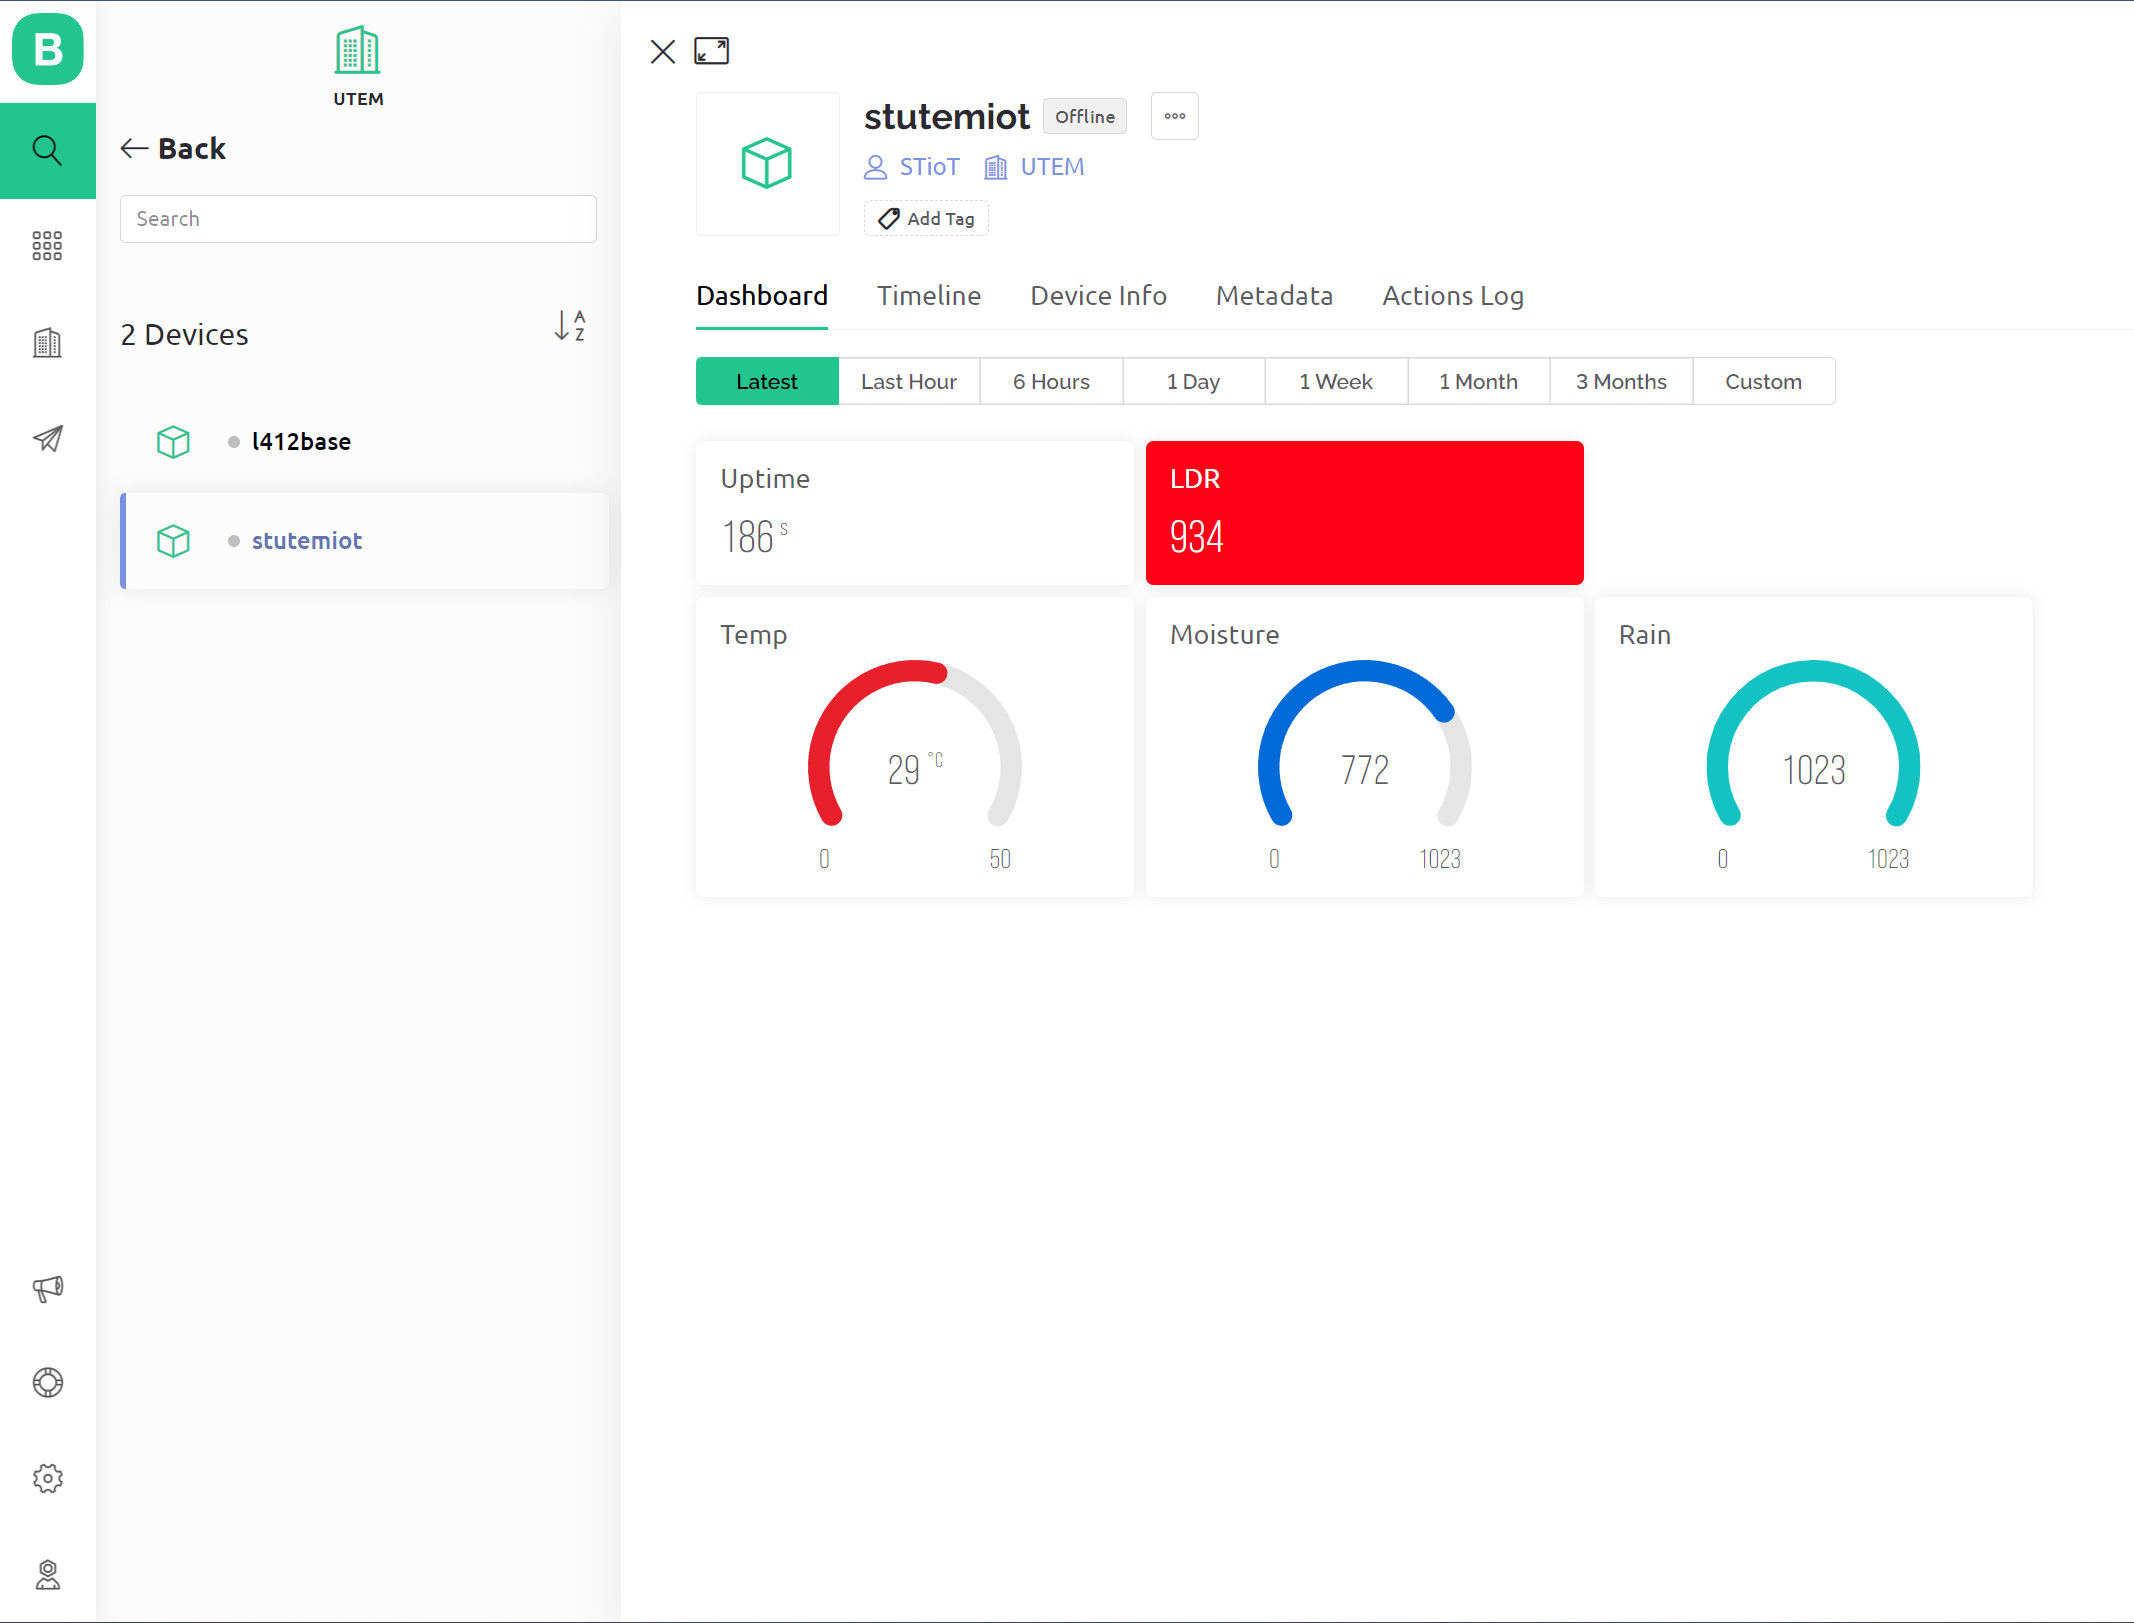 B
UTEM
Back
Search
2 Devices
A
Z
l412base
stutemiot
stutemiot Offline
STioT UTEM
Add Tag
Dashboard Timeline Device Info Metadata Actions Log
Latest Last Hour 6 Hours 1 Day 1 Week 1 Month 3 Months Custom
Uptime
186 s
LDR
934
Temp
29 °C
0 50
Moisture
772
0 1023
Rain
1023
0 1023